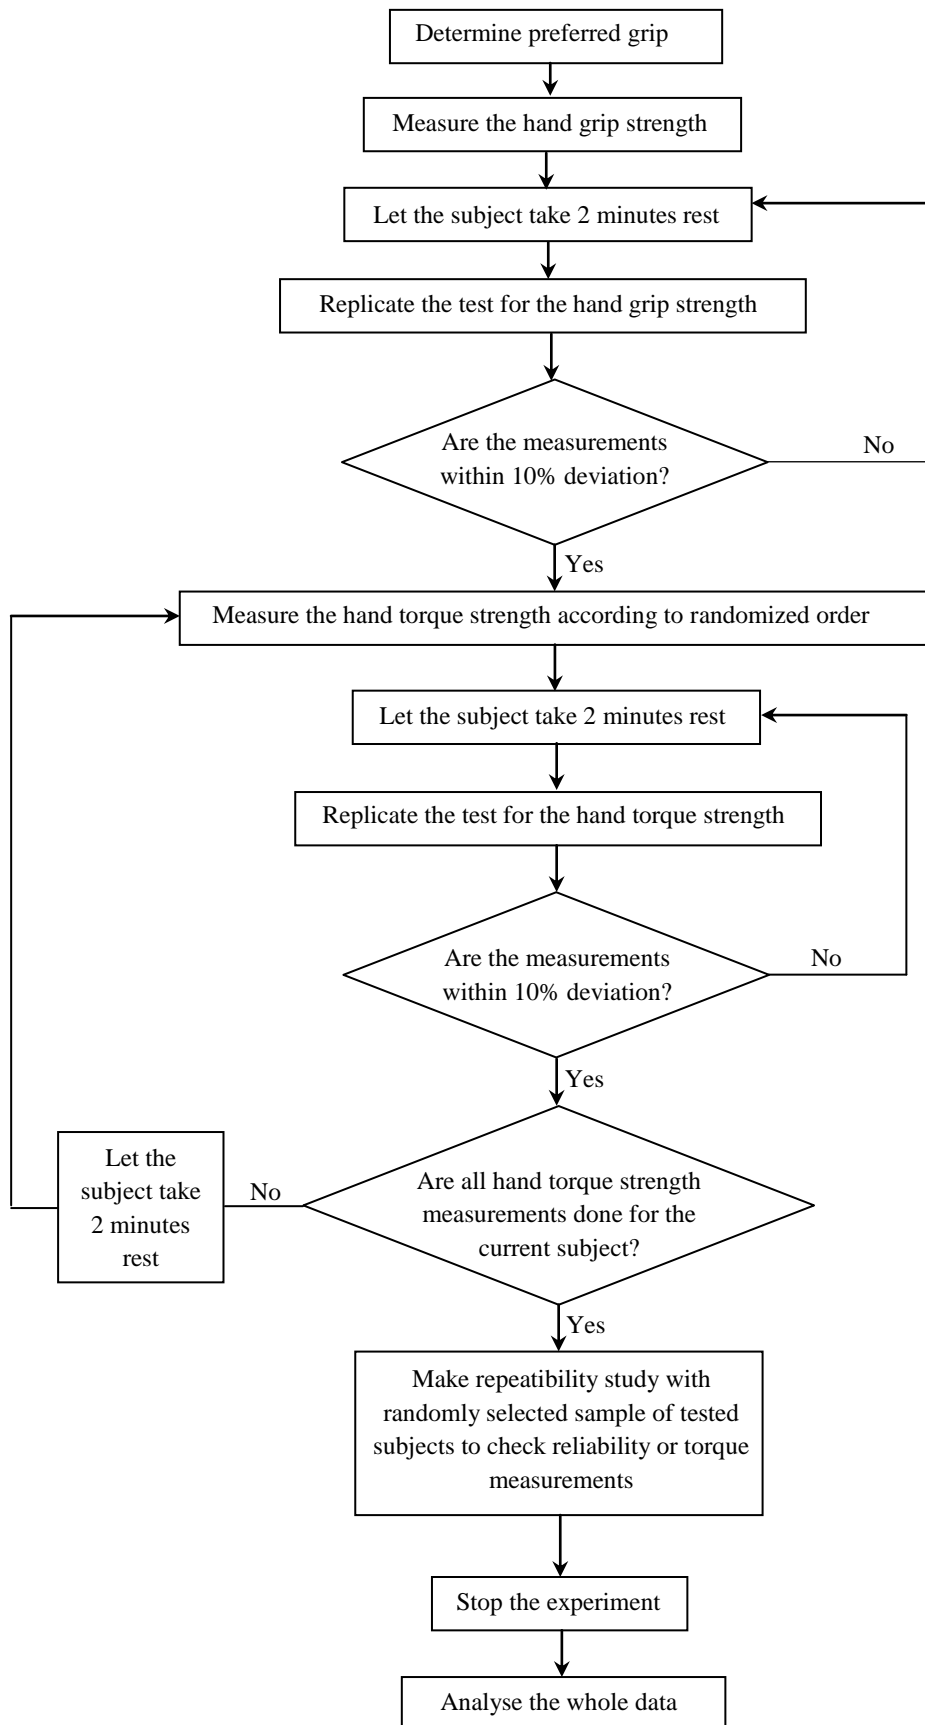 Determine preferred grip
Measure the hand grip strength
Let the subject take 2 minutes rest
Replicate the test for the hand grip strength
Are the measurements
within 10% deviation?
No
Yes
Measure the hand torque strength according to randomized order
Let the subject take 2 minutes rest
Replicate the test for the hand torque strength
Are the measurements
within 10% deviation?
No
Yes
Are all hand torque strength
measurements done for the
current subject?
No
Let the
subject take
2 minutes
rest
Yes
Make repeatibility study with
randomly selected sample of tested
subjects to check reliability or torque
measurements
Stop the experiment
Analyse the whole data